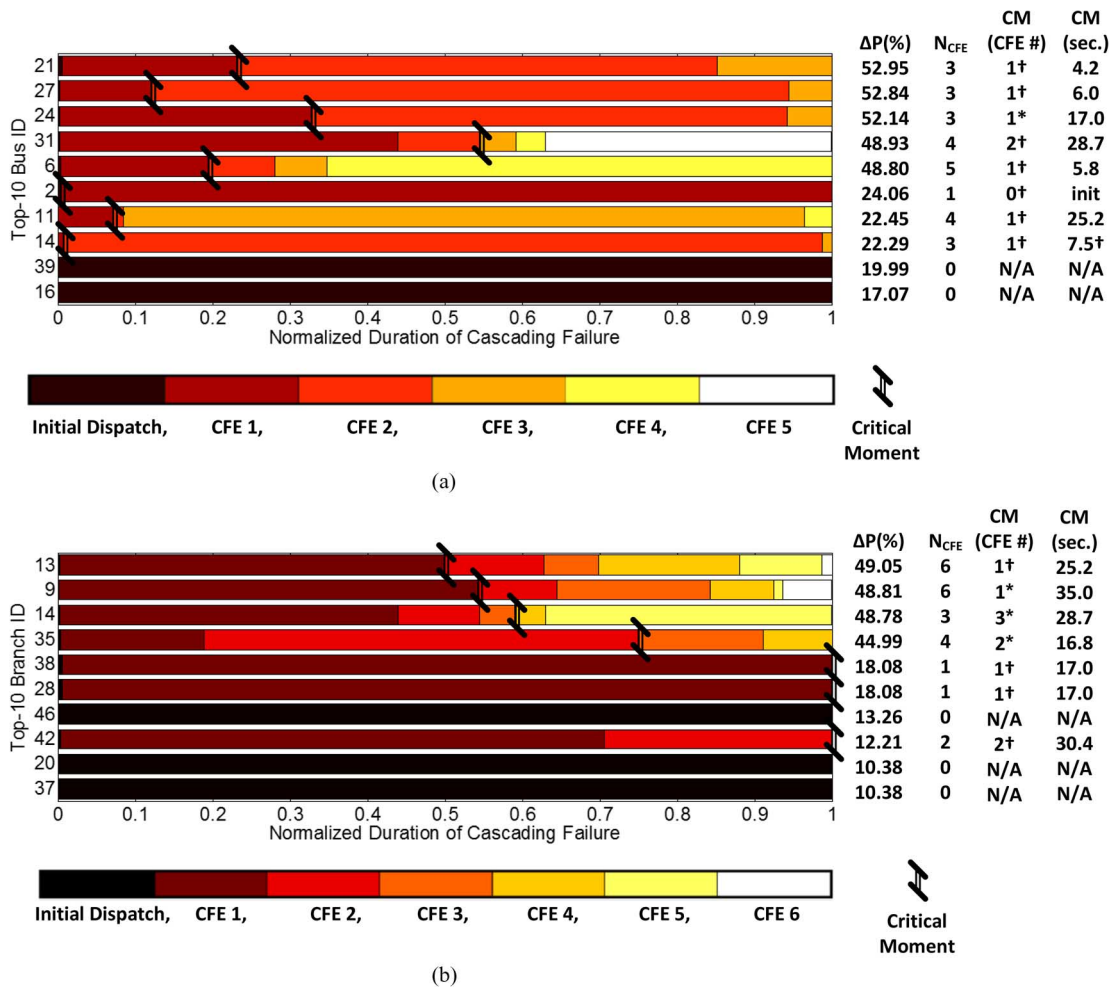 CM CM
ΔP(%) N_CFE (CFE #) (sec.)
21 52.95 3 1† 4.2
27 52.84 3 1† 6.0
24 52.14 3 1* 17.0
31 48.93 4 2† 28.7
6 48.80 5 1† 5.8
2 24.06 1 0† init
11 22.45 4 1† 25.2
14 22.29 3 1† 7.5†
39 19.99 0 N/A N/A
16 17.07 0 N/A N/A
Top-10 Bus ID
0 0.1 0.2 0.3 0.4 0.5 0.6 0.7 0.8 0.9 1
Normalized Duration of Cascading Failure
Initial Dispatch, CFE 1, CFE 2, CFE 3, CFE 4, CFE 5 Critical
Moment
(a)
CM CM
ΔP(%) N_CFE (CFE #) (sec.)
13 49.05 6 1† 25.2
9 48.81 6 1* 35.0
14 48.78 3 3* 28.7
35 44.99 4 2* 16.8
38 18.08 1 1† 17.0
28 18.08 1 1† 17.0
46 13.26 0 N/A N/A
42 12.21 2 2† 30.4
20 10.38 0 N/A N/A
37 10.38 0 N/A N/A
Top-10 Branch ID
0 0.1 0.2 0.3 0.4 0.5 0.6 0.7 0.8 0.9 1
Normalized Duration of Cascading Failure
Initial Dispatch, CFE 1, CFE 2, CFE 3, CFE 4, CFE 5, CFE 6 Critical
Moment
(b)